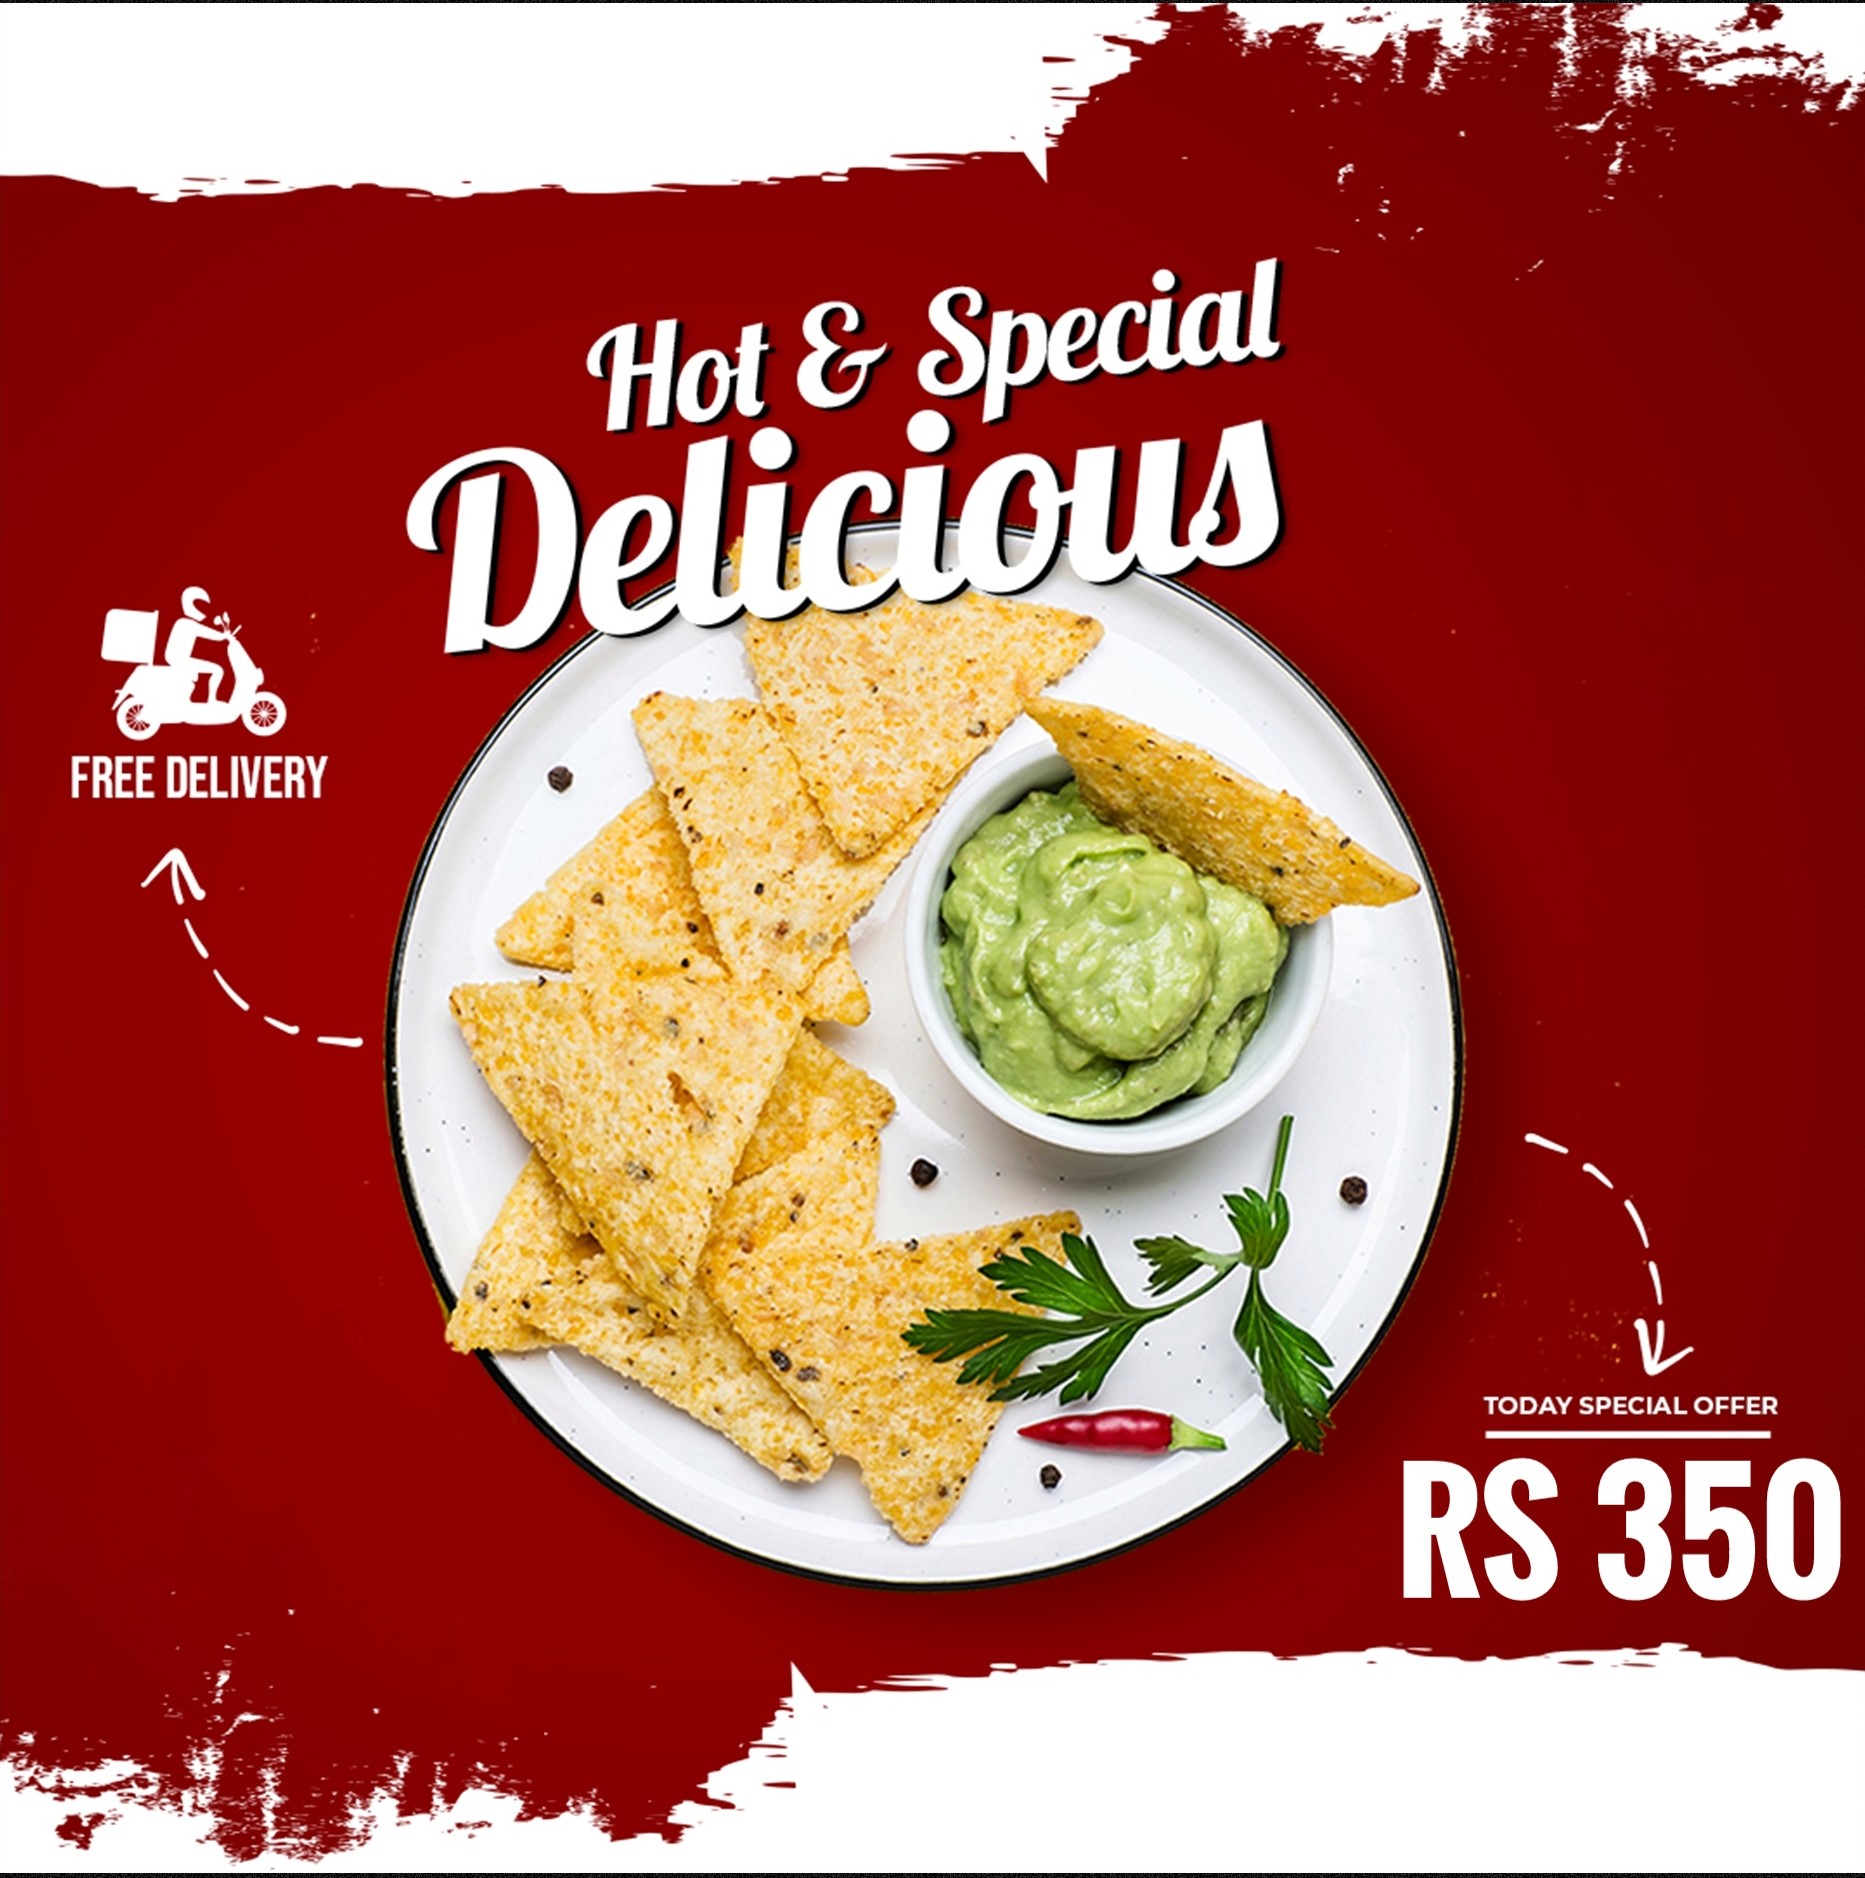 Hot & Special
Delicious
FREE DELIVERY
TODAY SPECIAL OFFER
RS 350